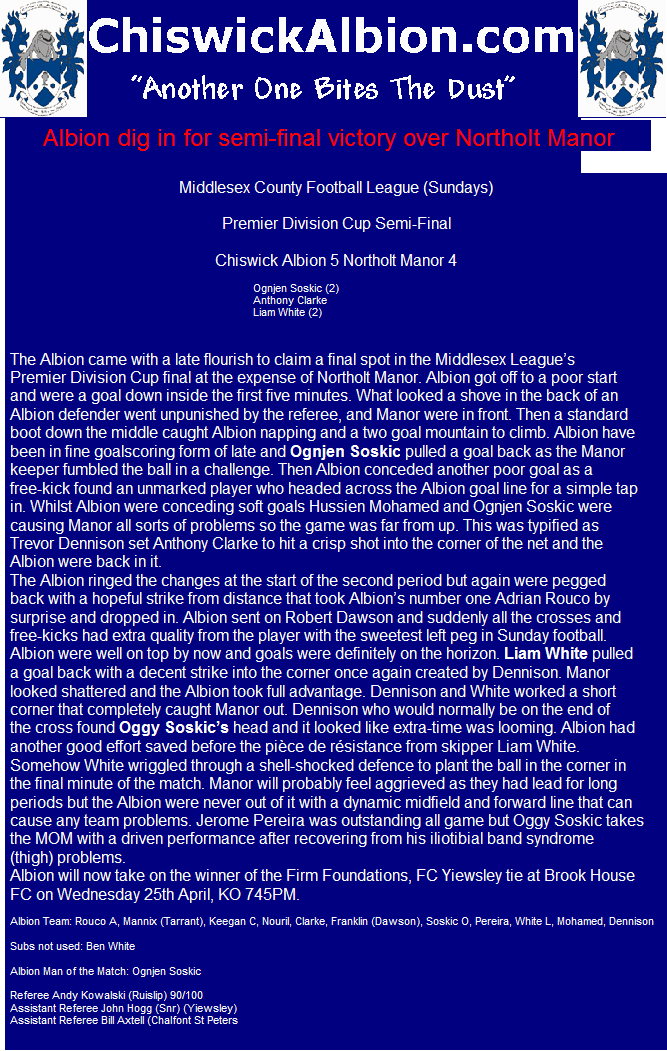 ChiswickAlbion.com
"Another One Bites The Dust"
Albion dig in for semi-final victory over Northolt Manor
Middlesex County Football League (Sundays)
Premier Division Cup Semi-Final
Chiswick Albion 5 Northolt Manor 4
Ognjen Soskic (2)
Anthony Clarke
Liam White (2)
The Albion came with a late flourish to claim a final spot in the Middlesex League's
Premier Division Cup final at the expense of Northolt Manor. Albion got off to a poor start
and were a goal down inside the first five minutes. What looked a shove in the back of an
Albion defender went unpunished by the referee, and Manor were in front. Then a standard
boot down the middle caught Albion napping and a two goal mountain to climb. Albion have
been in fine goalscoring form of late and Ognjen Soskic pulled a goal back as the Manor
keeper fumbled the ball in a challenge. Then Albion conceded another poor goal as a
free-kick found an unmarked player who headed across the Albion goal line for a simple tap
in. Whilst Albion were conceding soft goals Hussien Mohamed and Ognjen Soskic were
causing Manor all sorts of problems so the game was far from up. This was typified as
Trevor Dennison set Anthony Clarke to hit a crisp shot into the corner of the net and the
Albion were back in it.
The Albion ringed the changes at the start of the second period but again were pegged
back with a hopeful strike from distance that took Albion's number one Adrian Rouco by
surprise and dropped in. Albion sent on Robert Dawson and suddenly all the crosses and
free-kicks had extra quality from the player with the sweetest left peg in Sunday football.
Albion were well on top by now and goals were definitely on the horizon. Liam White pulled
a goal back with a decent strike into the corner once again created by Dennison. Manor
looked shattered and the Albion took full advantage. Dennison and White worked a short
corner that completely caught Manor out. Dennison who would normally be on the end of
the cross found Oggy Soskic's head and it looked like extra-time was looming. Albion had
another good effort saved before the pièce de résistance from skipper Liam White.
Somehow White wriggled through a shell-shocked defence to plant the ball in the corner in
the final minute of the match. Manor will probably feel aggrieved as they had lead for long
periods but the Albion were never out of it with a dynamic midfield and forward line that can
cause any team problems. Jerome Pereira was outstanding all game but Oggy Soskic takes
the MOM with a driven performance after recovering from his iliotibial band syndrome
(thigh) problems.
Albion will now take on the winner of the Firm Foundations, FC Yiewsley tie at Brook House
FC on Wednesday 25th April, KO 745PM.
Albion Team: Rouco A, Mannix (Tarrant), Keegan C, Nouril, Clarke, Franklin (Dawson), Soskic O, Pereira, White L, Mohamed, Dennison
Subs not used: Ben White
Albion Man of the Match: Ognjen Soskic
Referee Andy Kowalski (Ruislip) 90/100
Assistant Referee John Hogg (Snr) (Yiewsley)
Assistant Referee Bill Axtell (Chalfont St Peters